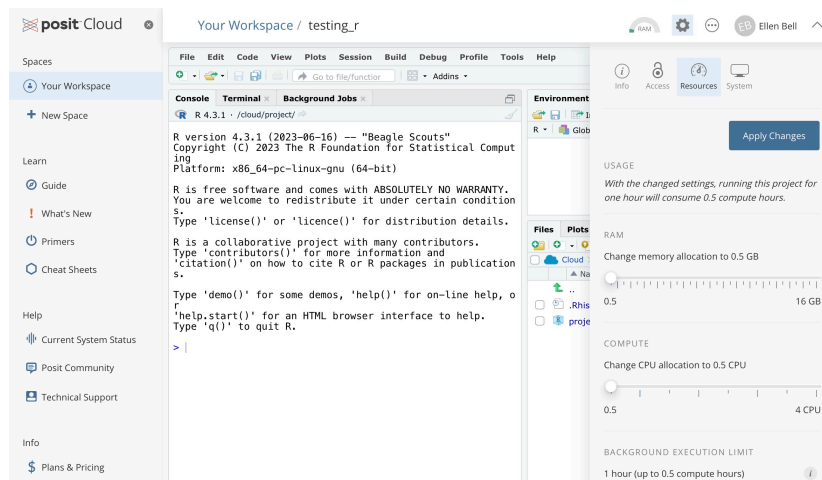 posit Cloud
Your Workspace / testing_r
RAM
EB Ellen Bell
Spaces
Your Workspace
New Space
Learn
Guide
What's New
Primers
Cheat Sheets
Help
Current System Status
Posit Community
Technical Support
Info
Plans & Pricing
File Edit Code View Plots Session Build Debug Profile Tools Help
Go to file/function Addins
Console Terminal Background Jobs
R 4.3.1 · /cloud/project/
R version 4.3.1 (2023-06-16) -- "Beagle Scouts"
Copyright (C) 2023 The R Foundation for Statistical Comput
ing
Platform: x86_64-pc-linux-gnu (64-bit)
R is free software and comes with ABSOLUTELY NO WARRANTY.
You are welcome to redistribute it under certain condition
s.
Type 'license()' or 'licence()' for distribution details.
R is a collaborative project with many contributors.
Type 'contributors()' for more information and
'citation()' on how to cite R or R packages in publication
s.
Type 'demo()' for some demos, 'help()' for on-line help, o
r
'help.start()' for an HTML browser interface to help.
Type 'q()' to quit R.
>
Environment
R Glob
Files Plots
Cloud
Na
..
.Rhis
proje
Info Access Resources System
Apply Changes
USAGE
With the changed settings, running this project for
one hour will consume 0.5 compute hours.
RAM
Change memory allocation to 0.5 GB
0.5 16 GB
COMPUTE
Change CPU allocation to 0.5 CPU
0.5 4 CPU
BACKGROUND EXECUTION LIMIT
1 hour (up to 0.5 compute hours)